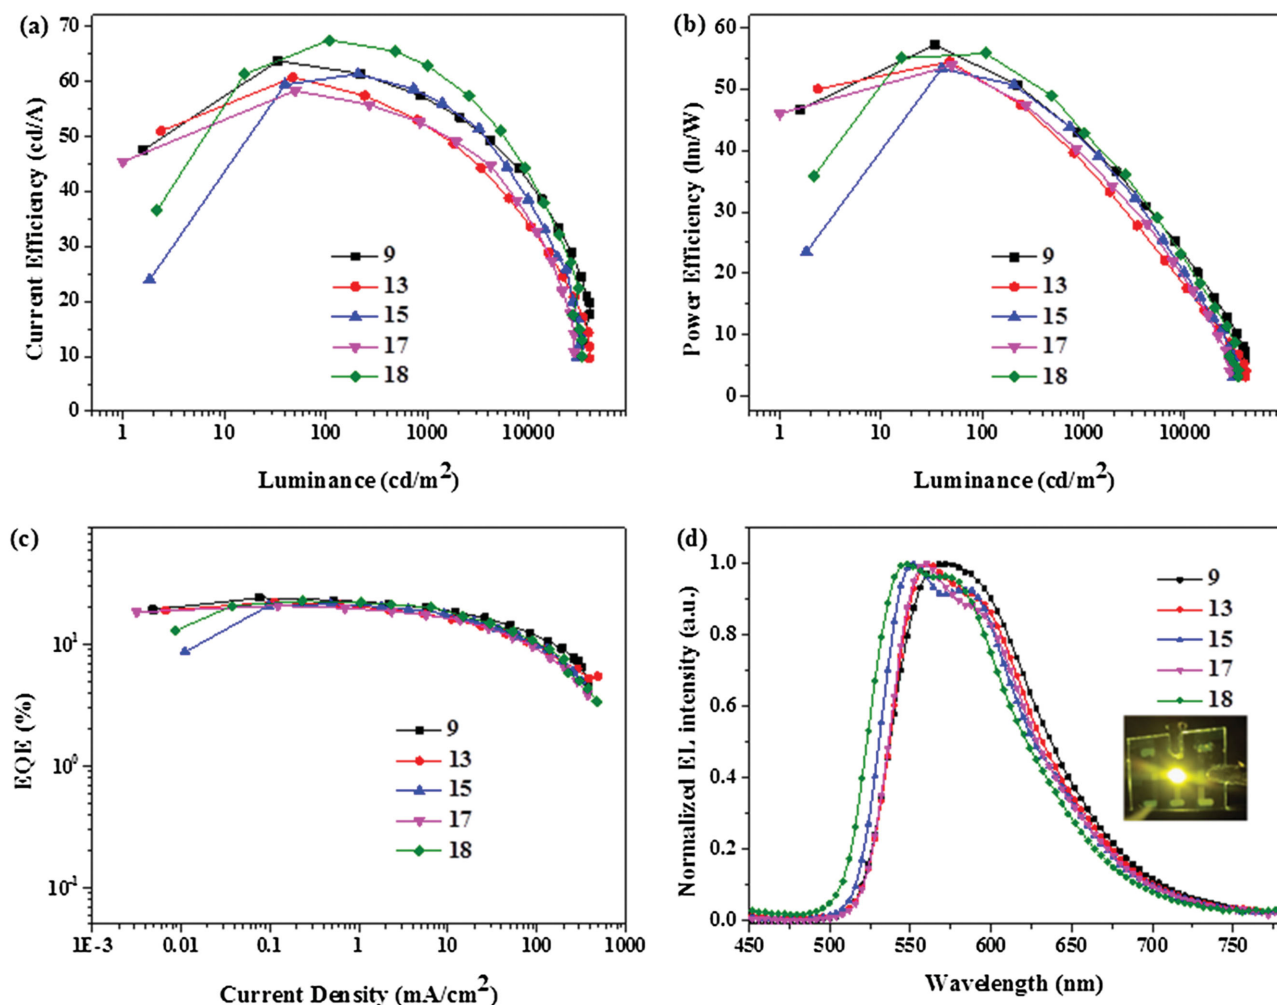 (a)
70
60
50
40
30
20
10
0
Current Efficiency (cd/A)
9
13
15
17
18
1 10 100 1000 10000
Luminance (cd/m²)
(b)
60
50
40
30
20
10
0
Power Efficiency (lm/W)
9
13
15
17
18
1 10 100 1000 10000
Luminance (cd/m²)
(c)
10¹
10⁰
10⁻¹
EQE (%)
9
13
15
17
18
1E-3 0.01 0.1 1 10 100 1000
Current Density (mA/cm²)
(d)
1.0
0.8
0.6
0.4
0.2
0.0
Normalized EL intensity (a.u.)
9
13
15
17
18
450 500 550 600 650 700 750
Wavelength (nm)